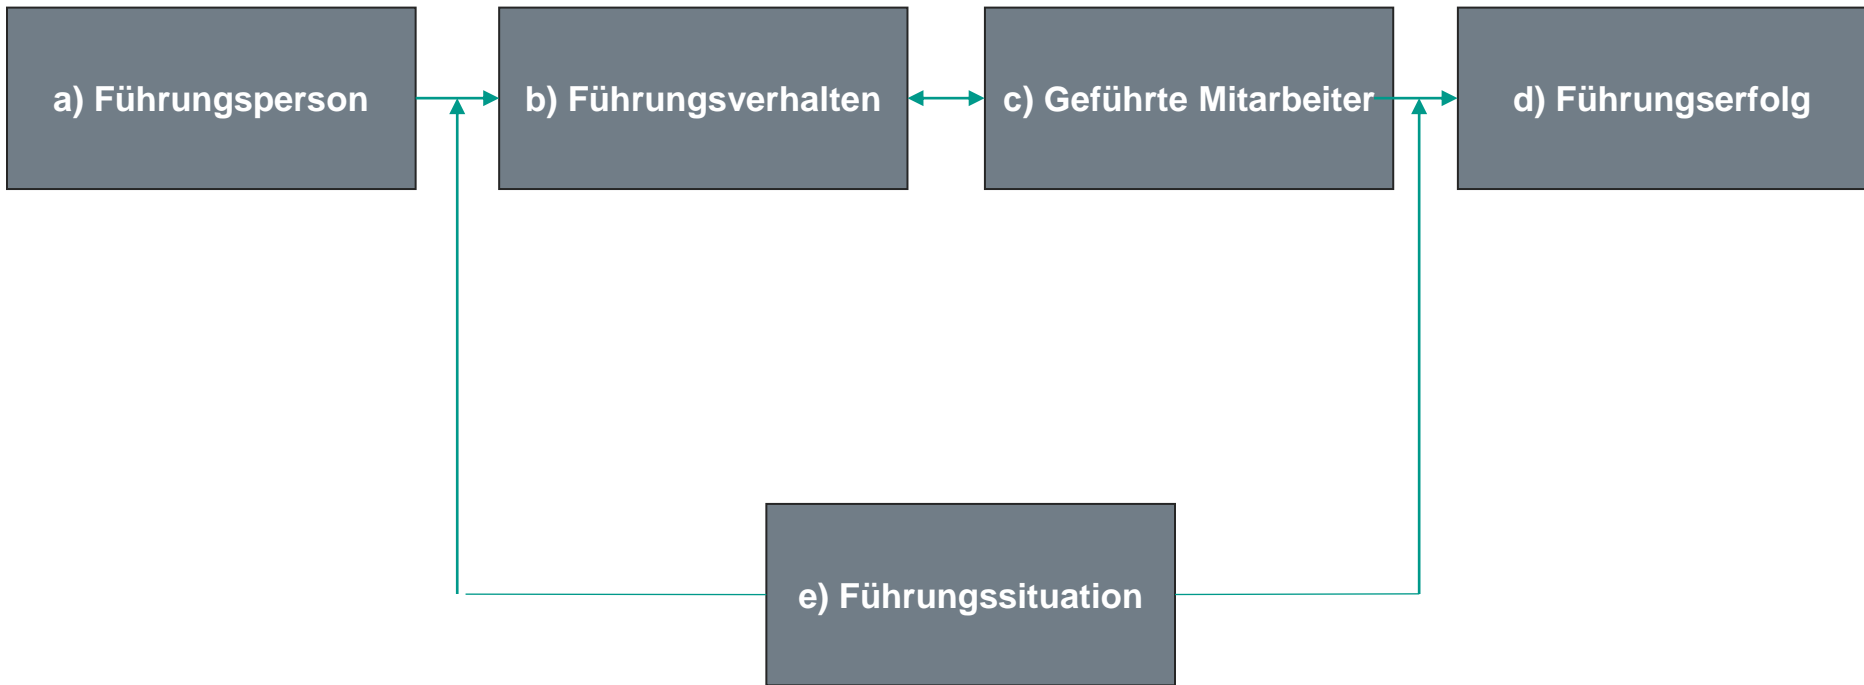 a) Führungsperson
b) Führungsverhalten
c) Geführte Mitarbeiter
d) Führungserfolg
e) Führungssituation